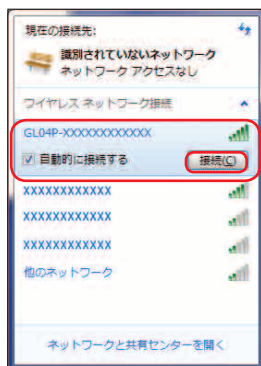 現在の接続先:
識別されていないネットワーク
ネットワーク アクセスなし
ワイヤレス ネットワーク接続
GL04P-XXXXXXXXXXXX
自動的に接続する
接続(C)
XXXXXXXXXXXX
XXXXXXXXXXXX
XXXXXXXXXXXX
他のネットワーク
ネットワークと共有センターを開く